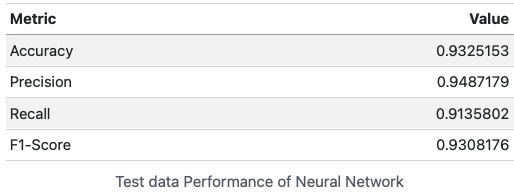 Metric Value
Accuracy 0.9325153
Precision 0.9487179
Recall 0.9135802
F1-Score 0.9308176
Test data Performance of Neural Network